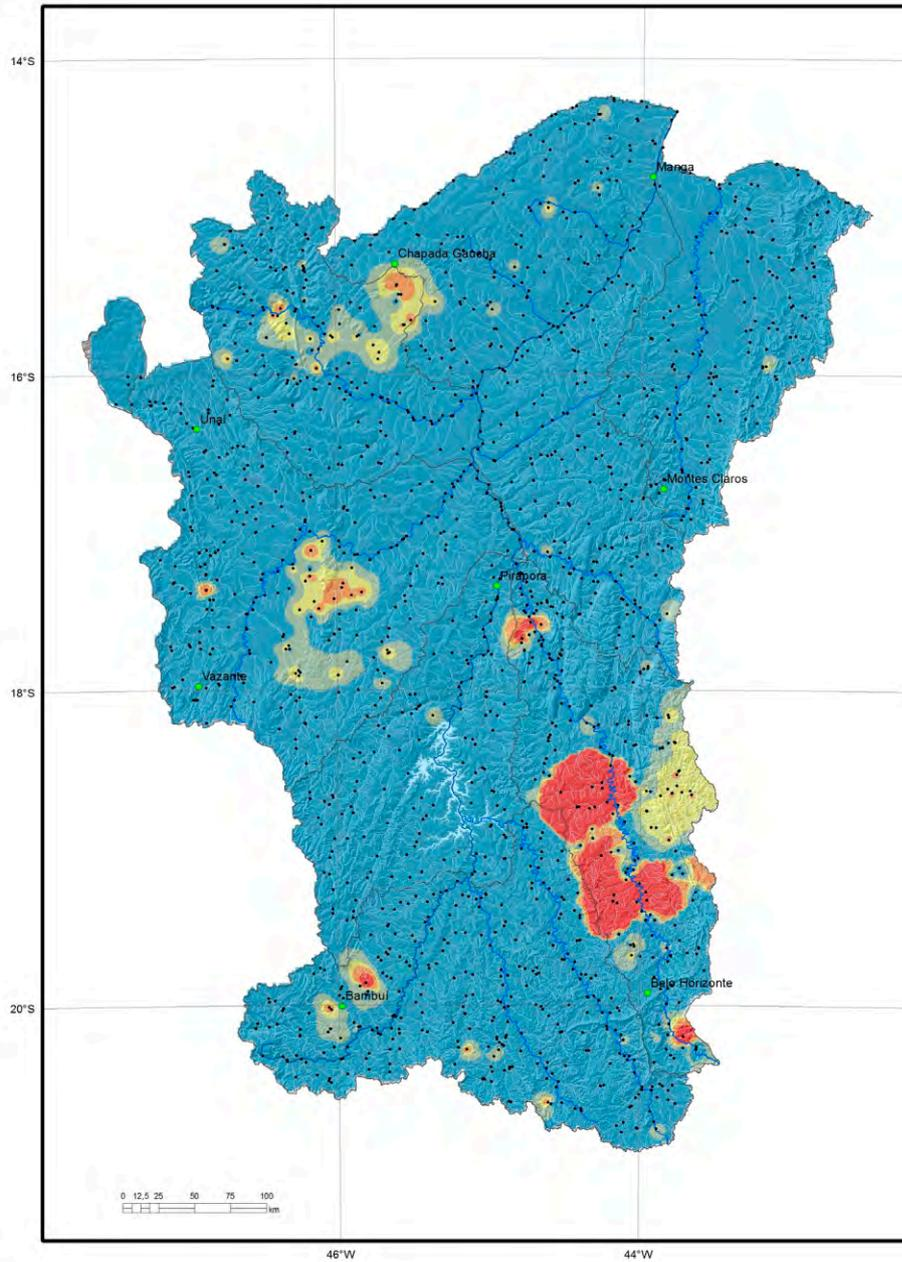 14°S
Manga
Chapada Gaúcha
16°S
Unaí
Montes Claros
Pirapora
18°S
Vazante
Belo Horizonte
20°S
Bambuí
0 12,5 25 50 75 100
km
46°W 44°W